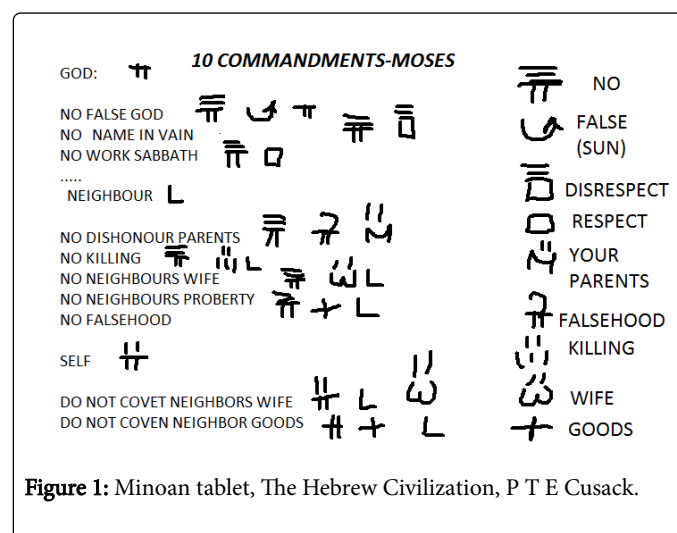 10 COMMANDMENTS-MOSES
GOD:
NO FALSE GOD
NO NAME IN VAIN
NO WORK SABBATH
.....
NEIGHBOUR L
NO DISHONOUR PARENTS
NO KILLING L
NO NEIGHBOURS WIFE L
NO NEIGHBOURS PROBERTY + L
NO FALSEHOOD
SELF
DO NOT COVET NEIGHBORS WIFE L
DO NOT COVEN NEIGHBOR GOODS + L
NO
FALSE
(SUN)
DISRESPECT
RESPECT
YOUR
PARENTS
FALSEHOOD
KILLING
WIFE
+ GOODS
Figure 1: Minoan tablet, The Hebrew Civilization, P T E Cusack.